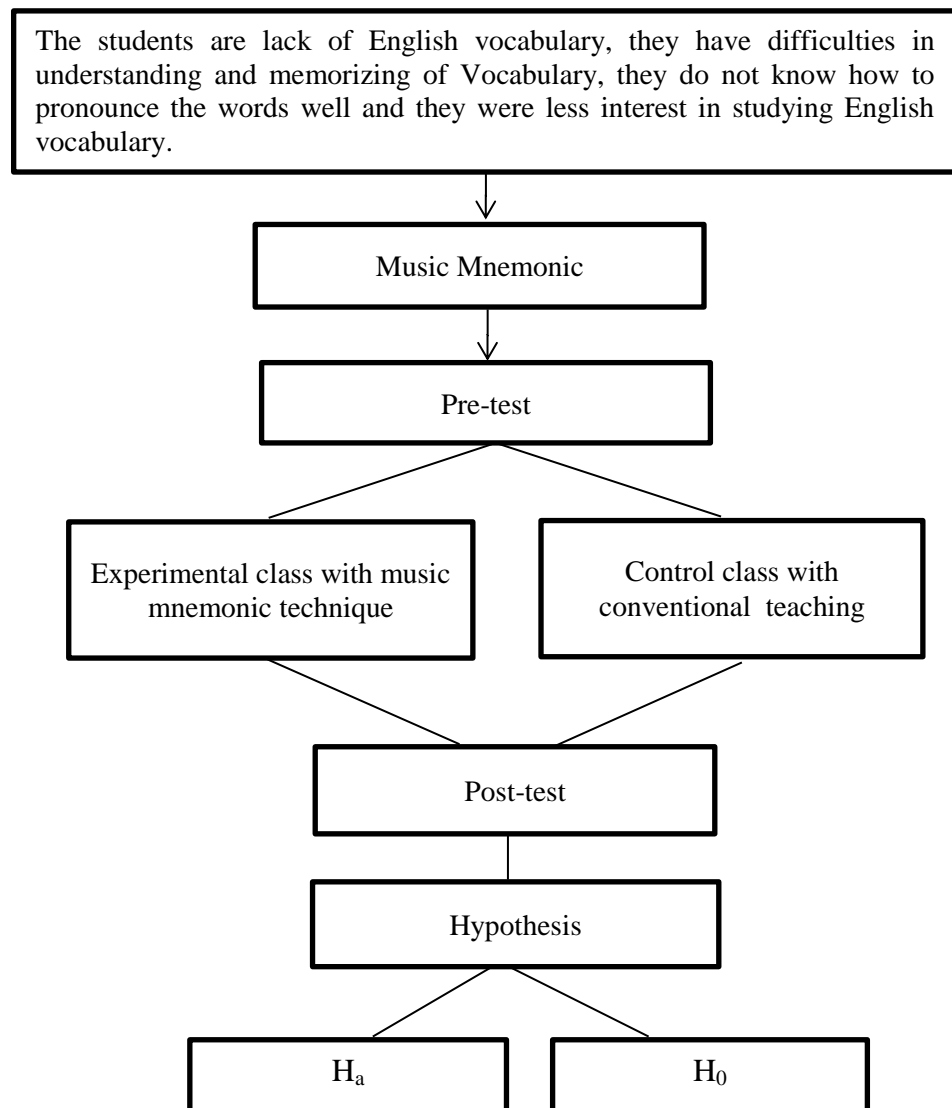 The students are lack of English vocabulary, they have difficulties in
understanding and memorizing of Vocabulary, they do not know how to
pronounce the words well and they were less interest in studying English
vocabulary.
Music Mnemonic
Pre-test
Experimental class with music
mnemonic technique
Control class with
conventional teaching
Post-test
Hypothesis
Hₐ
H₀